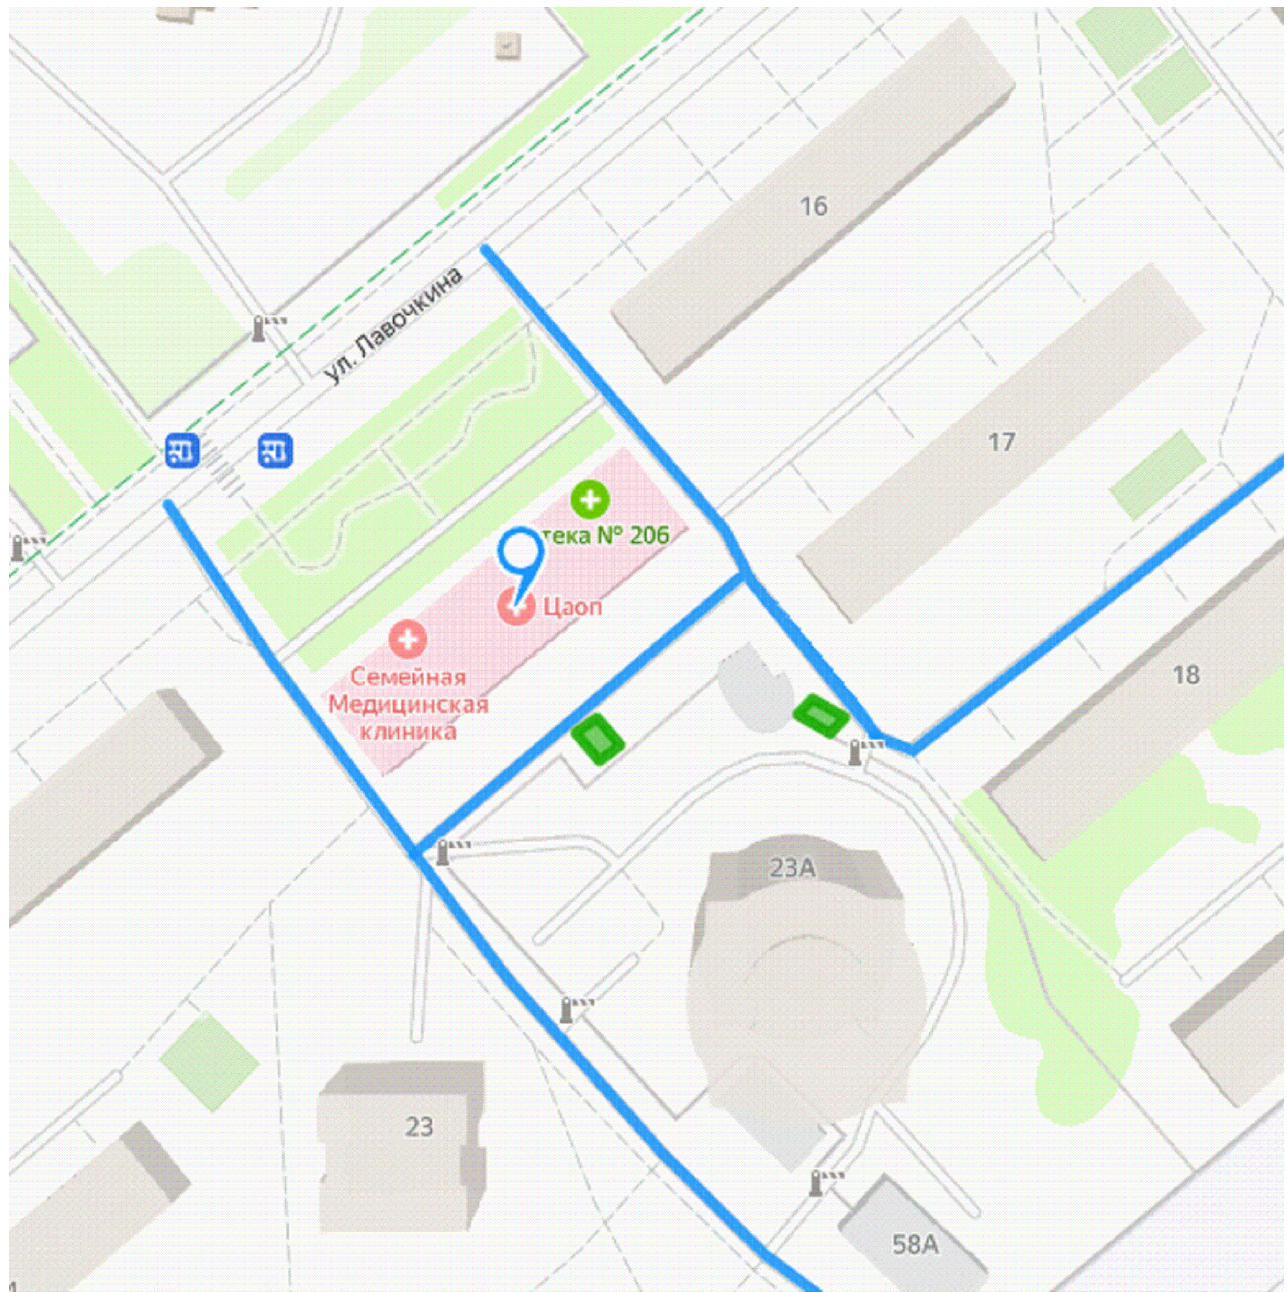 16
ул. Лавочкина
17
тека № 206
Цаоп
Семейная
Медицинская
клиника
18
23А
23
58А